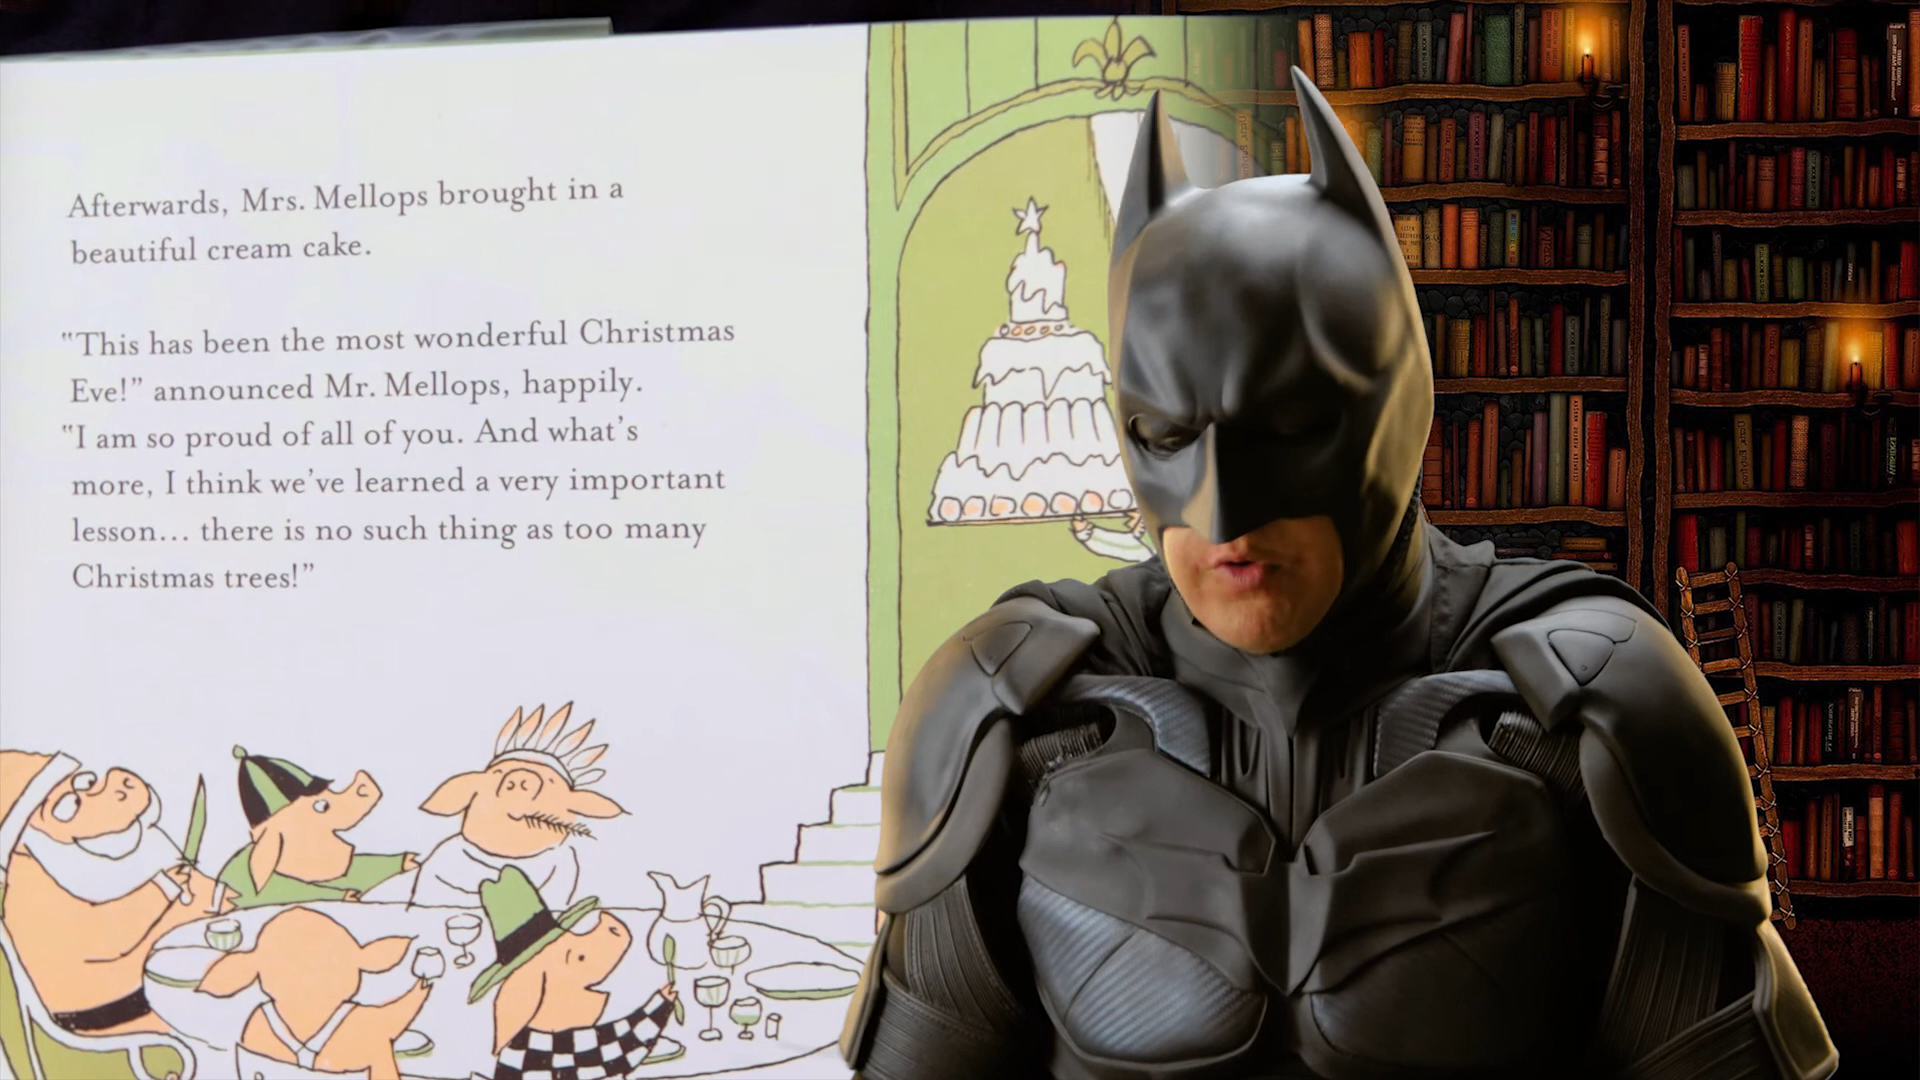 Afterwards, Mrs. Mellops brought in a
beautiful cream cake.
"This has been the most wonderful Christmas
Eve!" announced Mr. Mellops, happily.
"I am so proud of all of you. And what's
more, I think we've learned a very important
lesson... there is no such thing as too many
Christmas trees!"